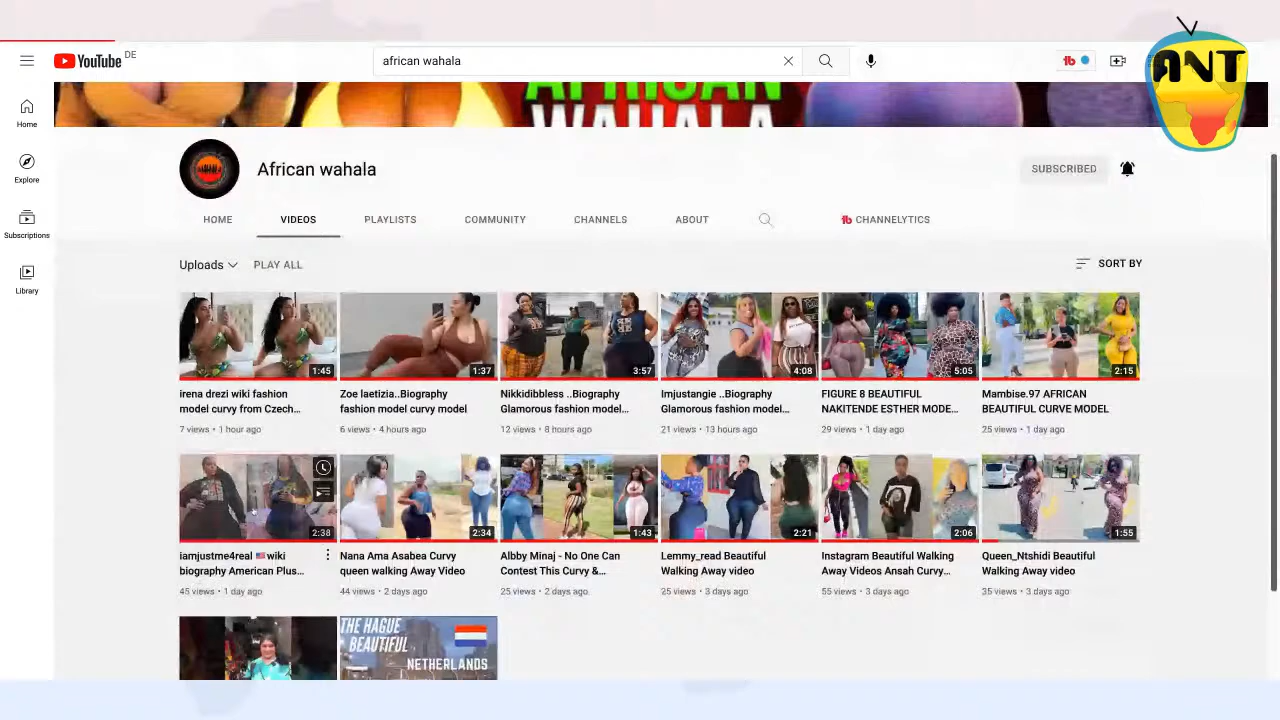 YouTube DE
african wahala
ANT
AFRICAN
WAHALA
Home
Explore
Subscriptions
Library
African wahala
SUBSCRIBED
HOME
VIDEOS
PLAYLISTS
COMMUNITY
CHANNELS
ABOUT
CHANNELYTICS
Uploads
PLAY ALL
SORT BY
1:45
1:37
3:57
4:08
5:05
2:15
irena drezi wiki fashion
model curvy from Czech...
7 views • 1 hour ago
Zoe laetizia..Biography
fashion model curvy model
6 views • 4 hours ago
Nikkidibbless ..Biography
Glamorous fashion model...
12 views • 8 hours ago
Imjustangie ..Biography
Glamorous fashion model...
21 views • 13 hours ago
FIGURE 8 BEAUTIFUL
NAKITENDE ESTHER MODE...
29 views • 1 day ago
Mambise.97 AFRICAN
BEAUTIFUL CURVE MODEL
25 views • 1 day ago
2:38
2:34
1:43
2:21
2:06
1:55
iamjustme4real 🇺🇸wiki
biography American Plus...
45 views • 1 day ago
Nana Ama Asabea Curvy
queen walking Away Video
44 views • 2 days ago
Albby Minaj - No One Can
Contest This Curvy &...
25 views • 2 days ago
Lemmy_read Beautiful
Walking Away video
25 views • 3 days ago
Instagram Beautiful Walking
Away Videos Ansah Curvy...
55 views • 3 days ago
Queen_Ntshidi Beautiful
Walking Away video
35 views • 3 days ago
THE HAGUE
BEAUTIFUL
NETHERLANDS